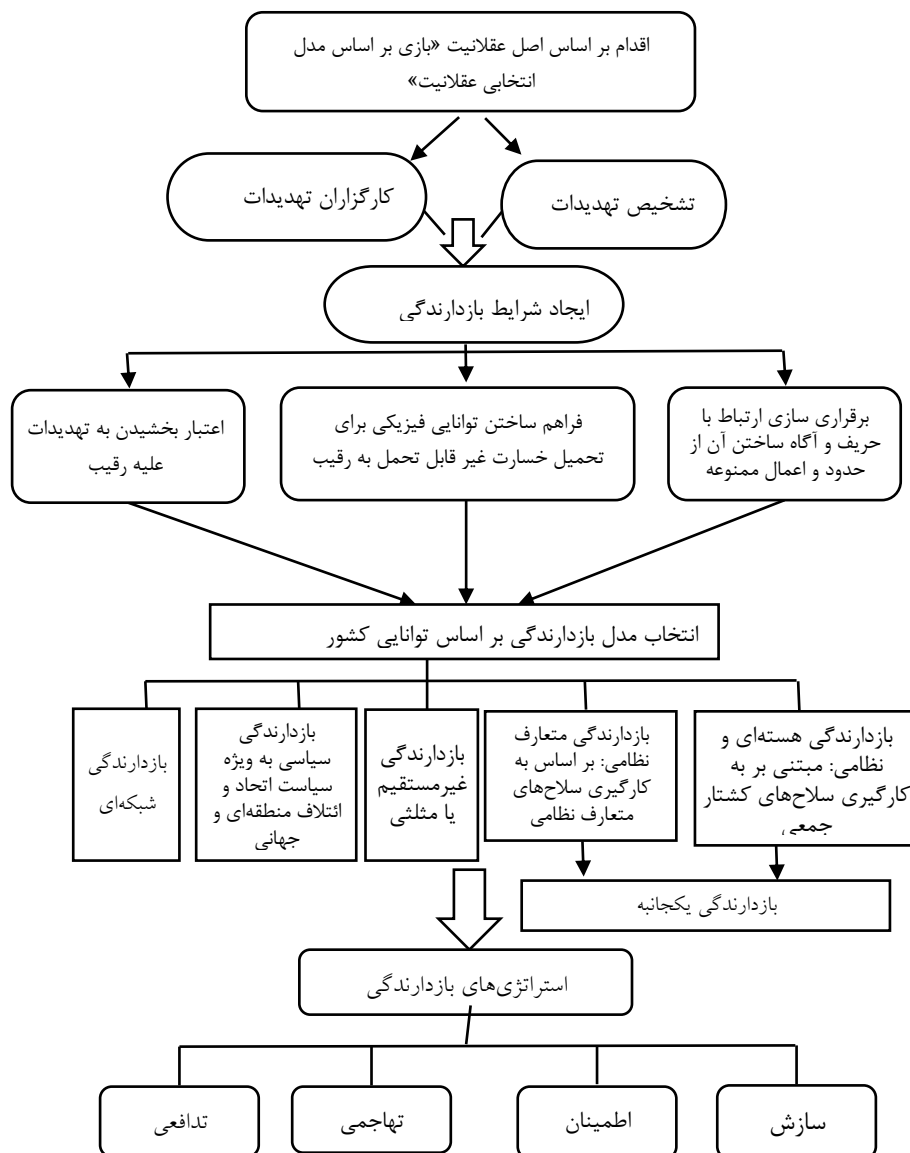 اقدام بر اساس اصل عقلانیت «بازی بر اساس مدل
انتخابی عقلانیت»
تشخیص تهدیدات
کارگزاران تهدیدات
ایجاد شرایط بازدارندگی
برقراری سازی ارتباط با
حریف و آگاه ساختن آن از
حدود و اعمال ممنوعه
فراهم ساختن توانایی فیزیکی برای
تحمیل خسارت غیر قابل تحمل به رقیب
اعتبار بخشیدن به تهدیدات
علیه رقیب
انتخاب مدل بازدارندگی بر اساس توانایی کشور
بازدارندگی هسته‌ای و
نظامی: مبتنی بر به
کارگیری سلاح‌های کشتار
جمعی
بازدارندگی متعارف
نظامی: بر اساس به
کارگیری سلاح‌های
متعارف نظامی
بازدارندگی
غیرمستقیم
یا مثلثی
بازدارندگی
سیاسی به ویژه
سیاست اتحاد و
ائتلاف منطقه‌ای و
جهانی
بازدارندگی
شبکه‌ای
بازدارندگی یکجانبه
استراتژی‌های بازدارندگی
سازش
اطمینان
تهاجمی
تدافعی